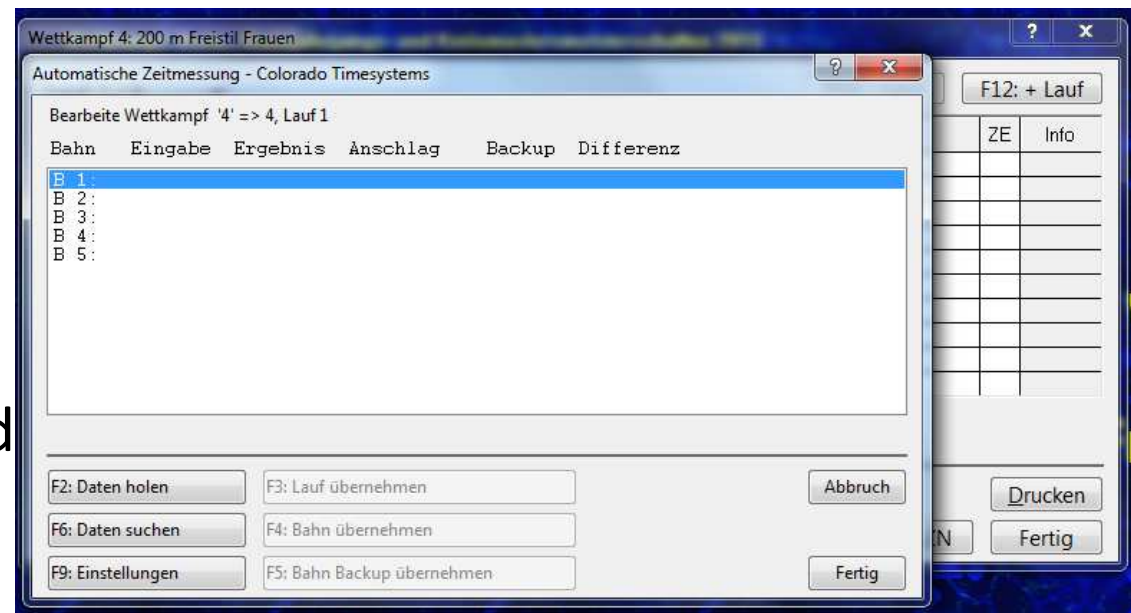 Wettkampf 4: 200 m Freistil Frauen
? x
Automatische Zeitmessung - Colorado Timesystems
? x
F12: + Lauf
Bearbeite Wettkampf '4' => 4, Lauf 1
Bahn Eingabe Ergebnis Anschlag Backup Differenz
ZE Info
B 1:
B 2:
B 3:
B 4:
B 5:
d
F2: Daten holen F3: Lauf übernehmen Abbruch
Drucken
F6: Daten suchen F4: Bahn übernehmen
N Fertig
F9: Einstellungen F5: Bahn Backup übernehmen Fertig